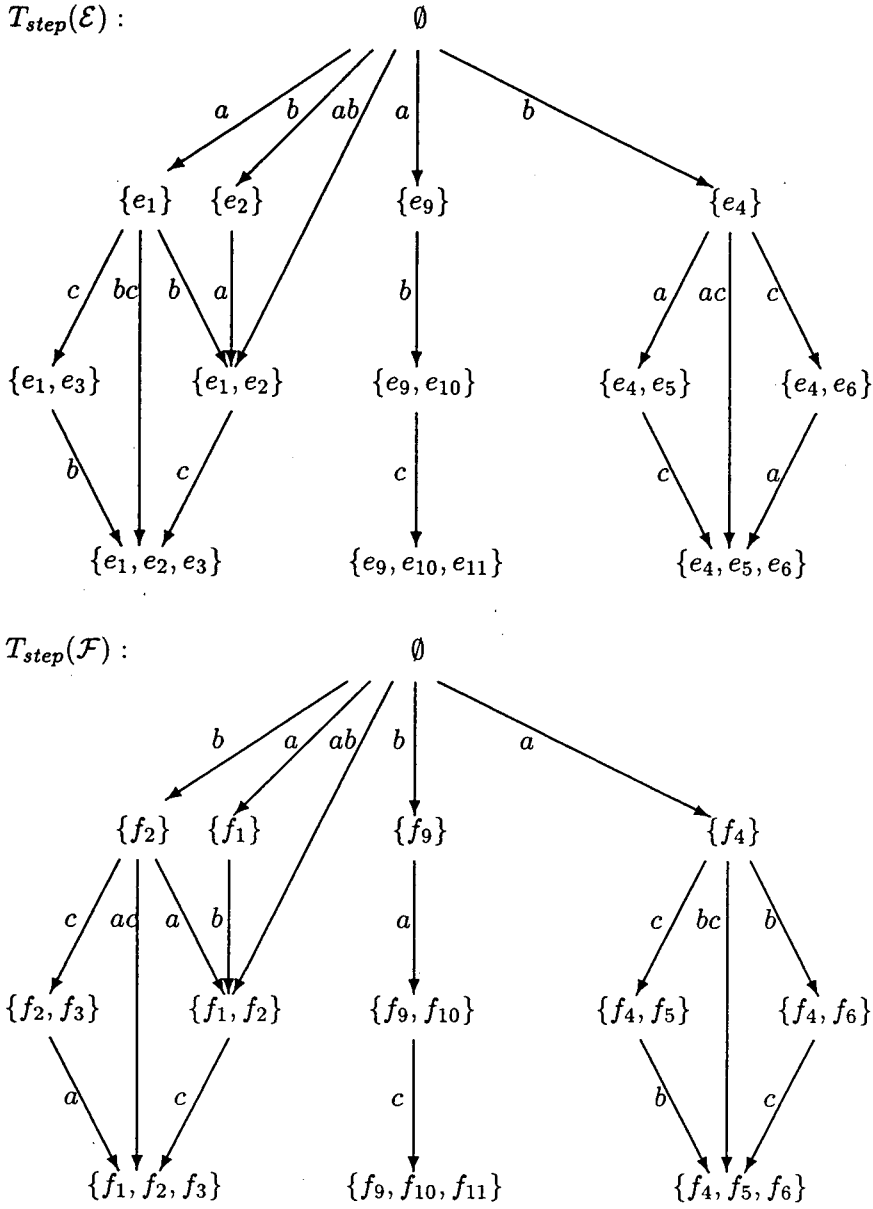 T_step(ℰ) : ∅
a b ab a b
{e₁} {e₂} {e₉} {e₄}
c bc b a b a ac c
{e₁, e₃} {e₁, e₂} {e₉, e₁₀} {e₄, e₅} {e₄, e₆}
b c c c a
{e₁, e₂, e₃} {e₉, e₁₀, e₁₁} {e₄, e₅, e₆}
T_step(ℱ) : ∅
b a ab b a
{f₂} {f₁} {f₉} {f₄}
c ac a b a c bc b
{f₂, f₃} {f₁, f₂} {f₉, f₁₀} {f₄, f₅} {f₄, f₆}
a c c b c
{f₁, f₂, f₃} {f₉, f₁₀, f₁₁} {f₄, f₅, f₆}